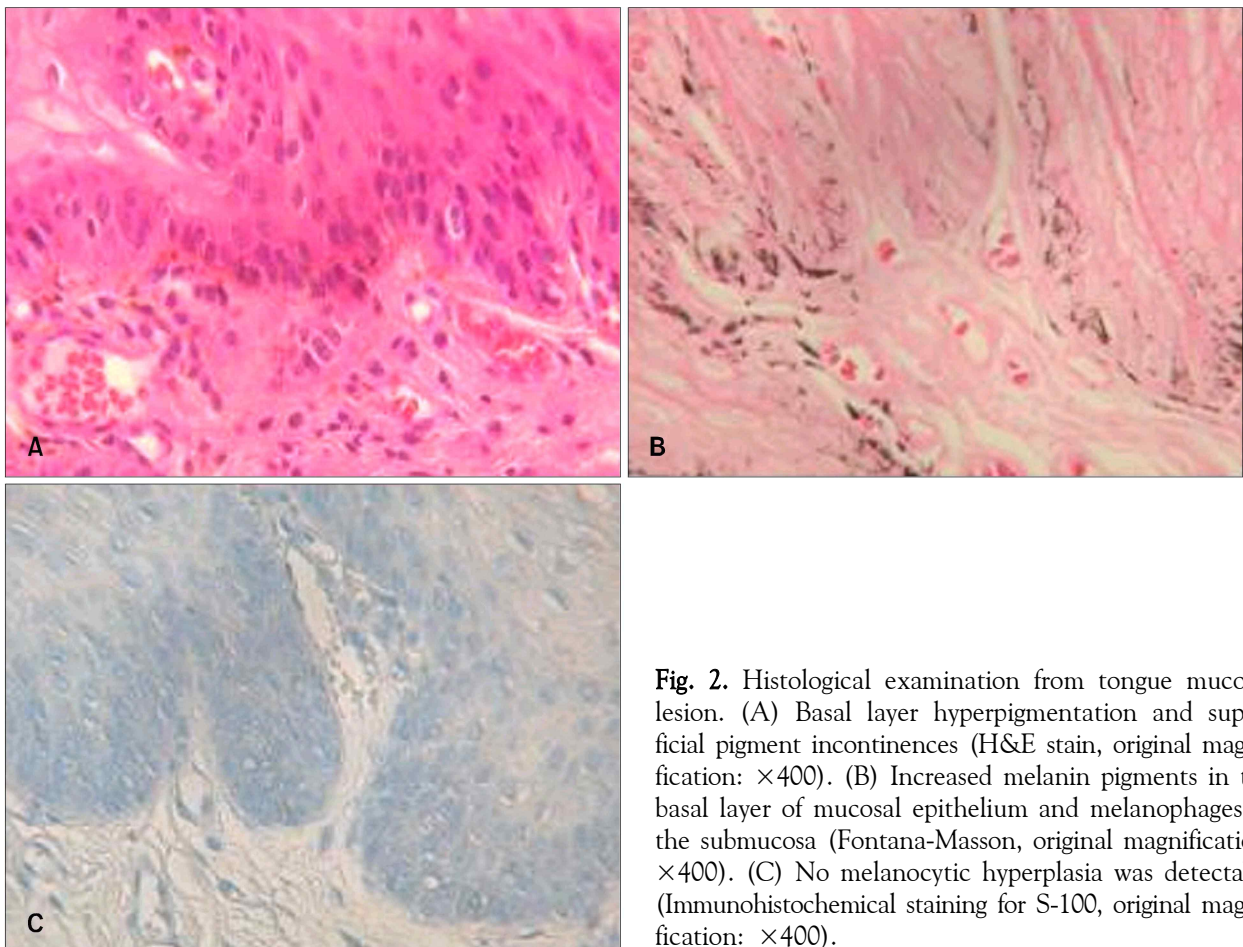 A
B
C
Fig. 2. Histological examination from tongue muco
lesion. (A) Basal layer hyperpigmentation and sup
ficial pigment incontinences (H&E stain, original mag
fication: ×400). (B) Increased melanin pigments in t
basal layer of mucosal epithelium and melanophages
the submucosa (Fontana-Masson, original magnificatio
×400). (C) No melanocytic hyperplasia was detecta
(Immunohistochemical staining for S-100, original mag
fication: ×400).